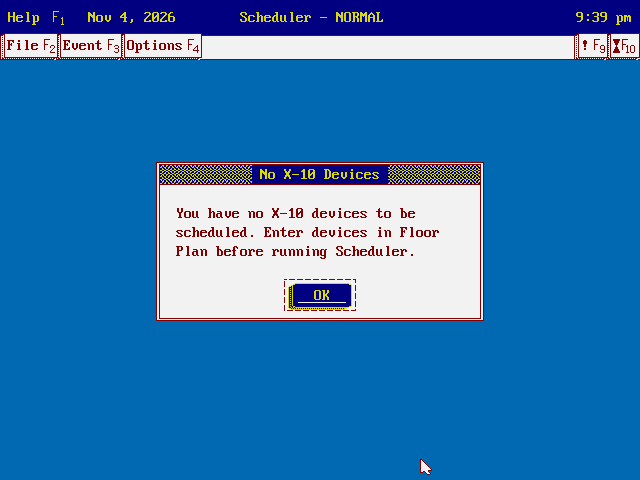 Help F1 Nov 4, 2026 Scheduler - NORMAL 9:39 pm
File F2 Event F3 Options F4 ! F9 F10
No X-10 Devices
You have no X-10 devices to be
scheduled. Enter devices in Floor
Plan before running Scheduler.
OK